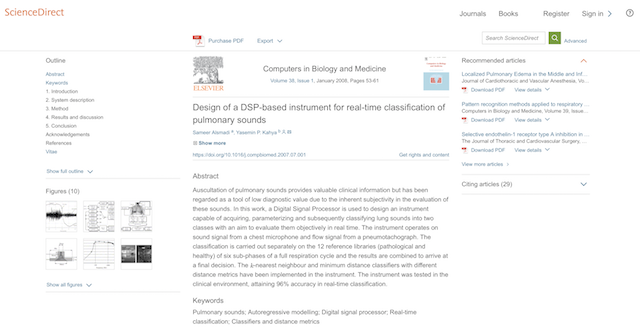 ScienceDirect
Journals Books Register Sign in >
Purchase PDF Export
Search ScienceDirect Advanced
Outline
Abstract
Keywords
1. Introduction
2. System description
3. Method
4. Results and discussion
5. Conclusion
Acknowledgements
References
Vitae
Show full outline
Figures (10)
Show all figures
ELSEVIER
Computers in Biology and Medicine
Volume 38, Issue 1, January 2008, Pages 53-61
Design of a DSP-based instrument for real-time classification of
pulmonary sounds
Sameer Alsmadi, Yasemin P. Kahya
Show more
https://doi.org/10.1016/j.compbiomed.2007.07.001 Get rights and content
Abstract
Auscultation of pulmonary sounds provides valuable clinical information but has been
regarded as a tool of low diagnostic value due to the inherent subjectivity in the evaluation of
these sounds. In this work, a Digital Signal Processor is used to design an instrument
capable of acquiring, parameterizing and subsequently classifying lung sounds into two
classes with an aim to evaluate them objectively in real time. The instrument operates on
sound signal from a chest microphone and flow signal from a pneumotachograph. The
classification is carried out separately on the 12 reference libraries (pathological and
healthy) of six sub-phases of a full respiration cycle and the results are combined to arrive at
a final decision. The k-nearest neighbour and minimum distance classifiers with different
distance metrics have been implemented in the instrument. The instrument was tested in the
clinical environment, attaining 96% accuracy in real-time classification.
Keywords
Pulmonary sounds; Autoregressive modelling; Digital signal processor; Real-time
classification; Classifiers and distance metrics
Recommended articles
Localized Pulmonary Edema in the Middle and Inf...
Journal of Cardiothoracic and Vascular Anesthesia, Vo...
Download PDF View details
Pattern recognition methods applied to respiratory ...
Computers in Biology and Medicine, Volume 39, Issue...
Download PDF View details
Selective endothelin-1 receptor type A inhibition in ...
The Journal of Thoracic and Cardiovascular Surgery, ...
Download PDF View details
View more articles >
Citing articles (29)